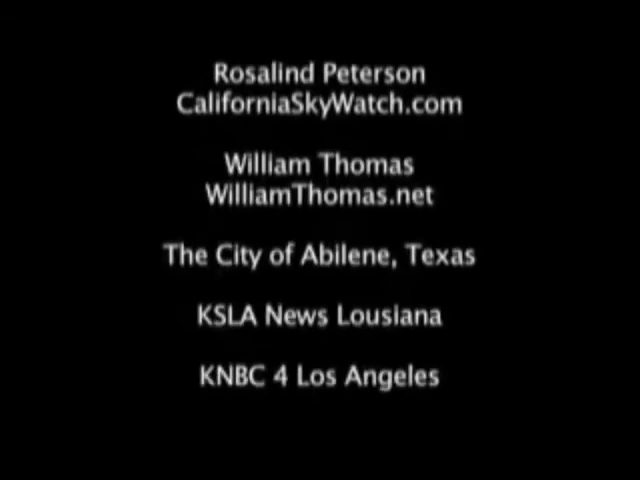 Rosalind Peterson
CaliforniaSkyWatch.com
William Thomas
WilliamThomas.net
The City of Abilene, Texas
KSLA News Lousiana
KNBC 4 Los Angeles